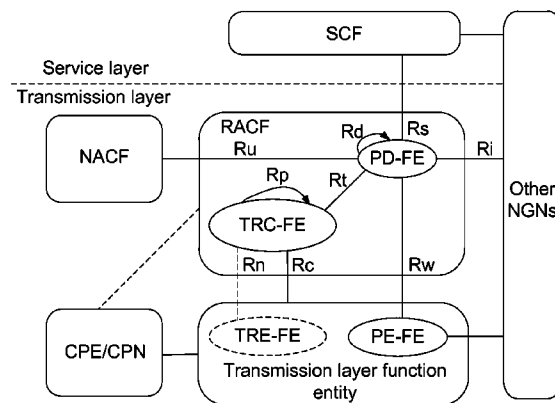 SCF
Service layer
Transmission layer
RACF
Rd
Rs
NACF
Ru
PD-FE
Ri
Rp
Rt
Other
NGNs
TRC-FE
Rn
Rc
Rw
CPE/CPN
TRE-FE
PE-FE
Transmission layer function
entity